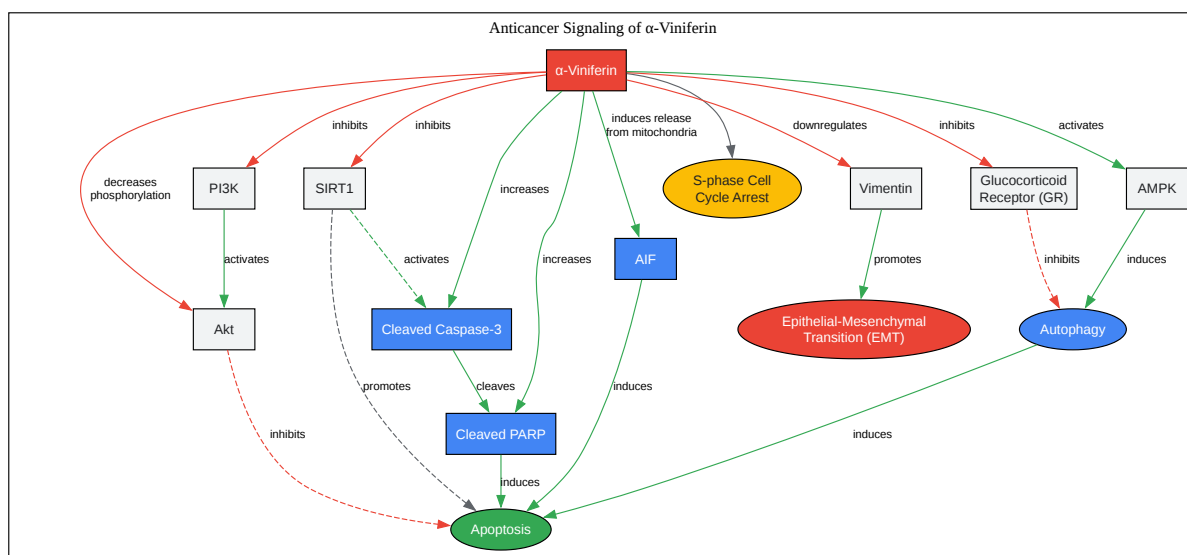 Anticancer Signaling of α-Viniferin
α-Viniferin
induces release
from mitochondria
inhibits
inhibits
downregulates
inhibits
activates
decreases
phosphorylation
PI3K
SIRT1
increases
S-phase Cell
Cycle Arrest
Vimentin
Glucocorticoid
Receptor (GR)
AMPK
activates
activates
increases
AIF
promotes
inhibits
induces
Akt
Cleaved Caspase-3
Epithelial-Mesenchymal
Transition (EMT)
Autophagy
promotes
cleaves
induces
inhibits
Cleaved PARP
induces
induces
Apoptosis